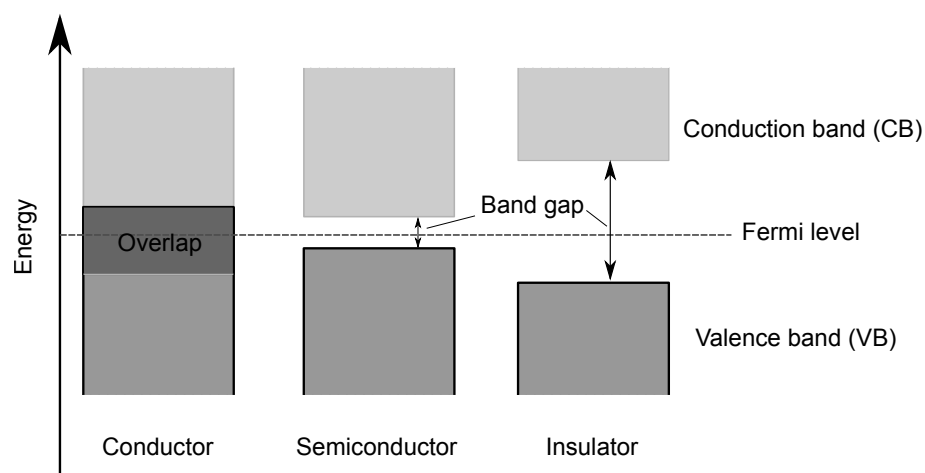 Conduction band (CB)
Band gap
Fermi level
Overlap
Energy
Valence band (VB)
Conductor
Semiconductor
Insulator